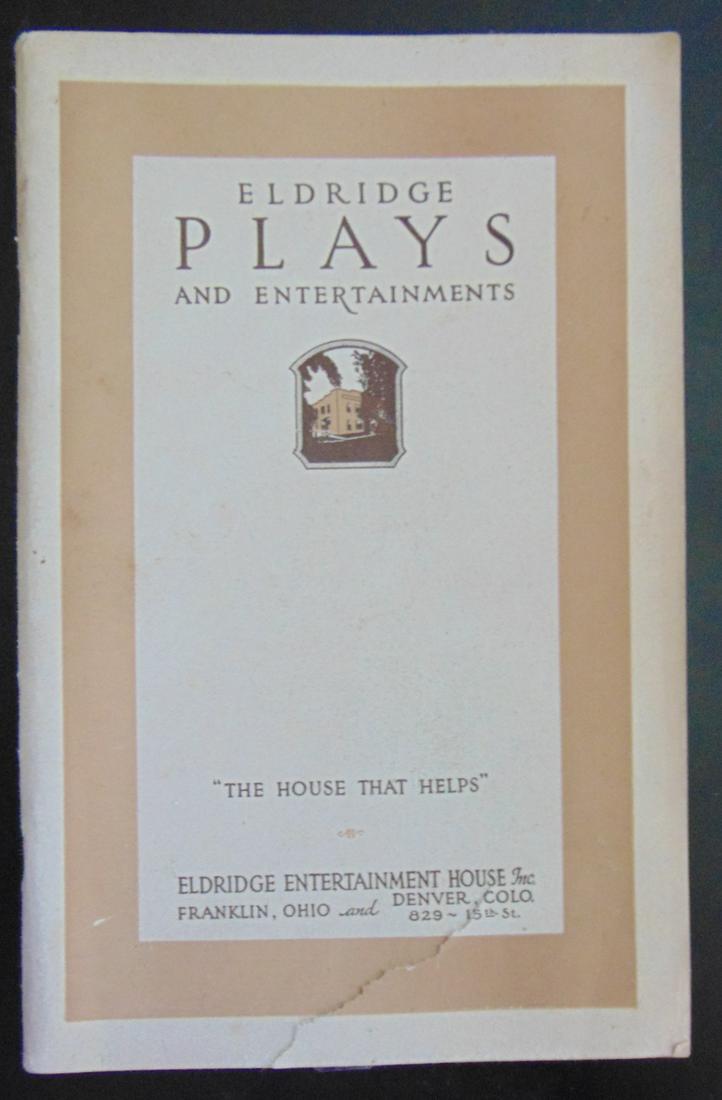 ELDRIDGE
PLAYS
AND ENTERTAINMENTS
"THE HOUSE THAT HELPS"
ELDRIDGE ENTERTAINMENT HOUSE Inc.
FRANKLIN, OHIO and DENVER, COLO.
829 ~ 15th St.